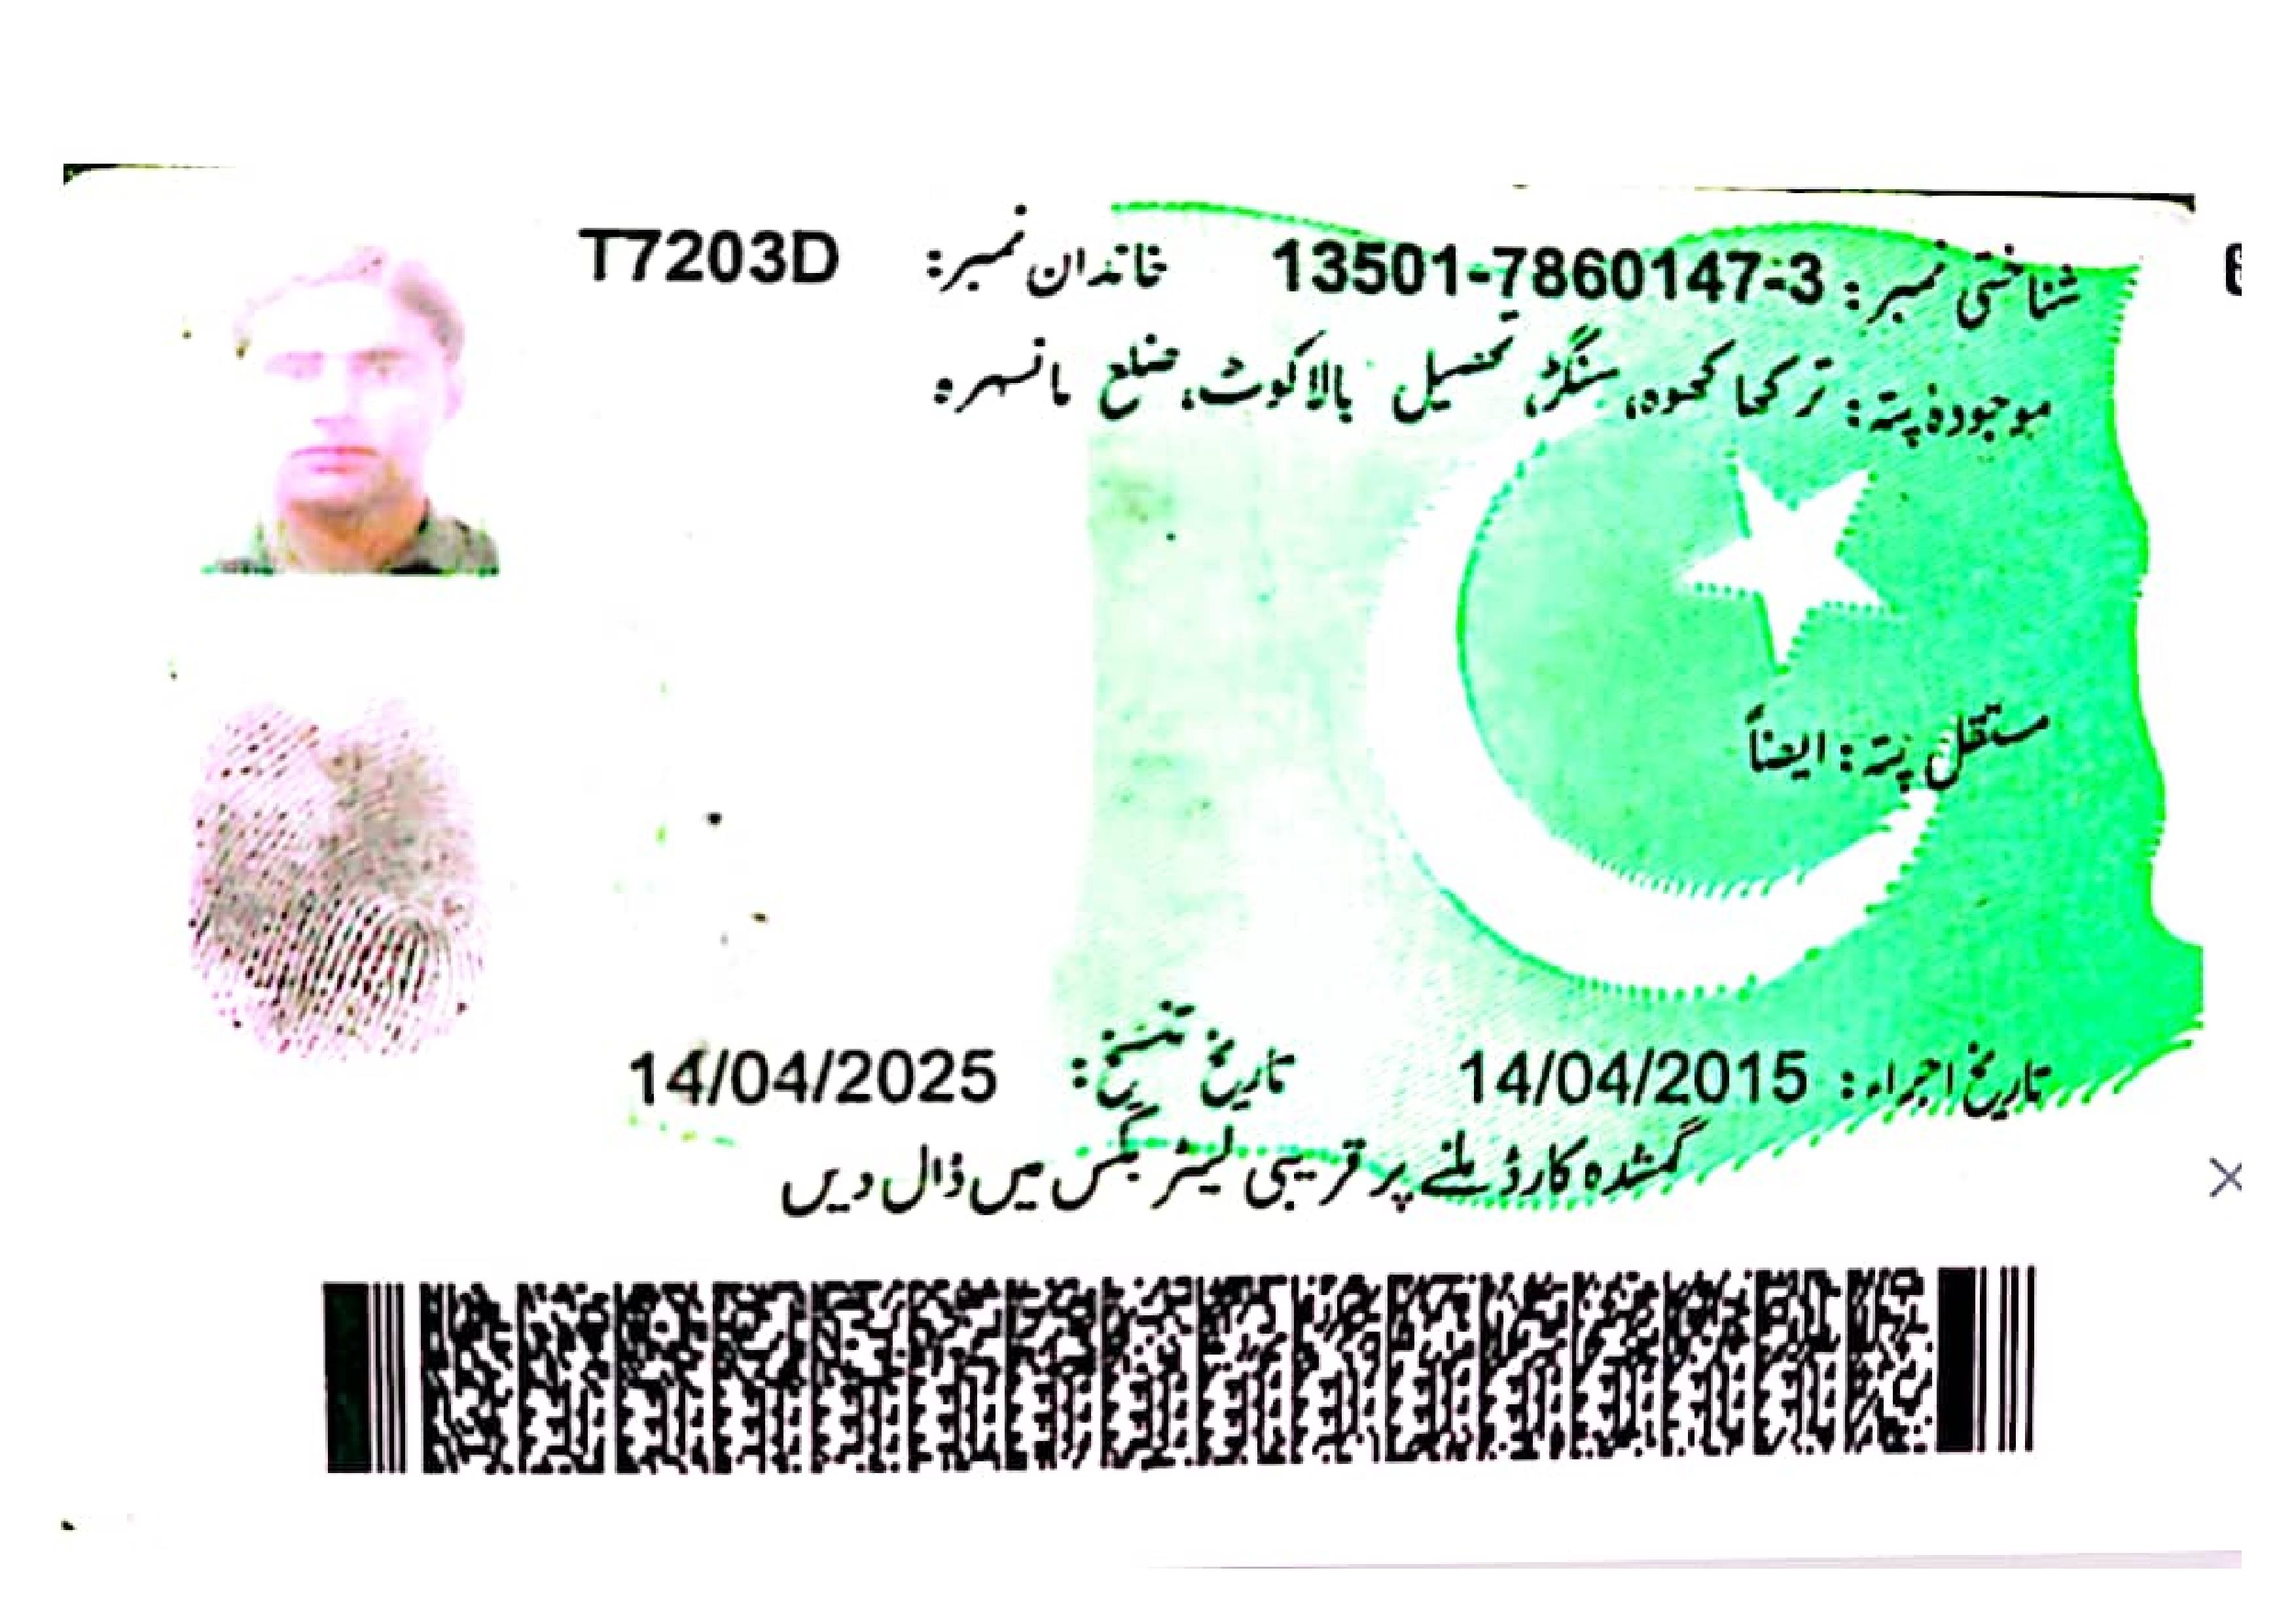 شناختی نمبر: 13501-7860147-3 خاندان نمبر: T7203D
موجودہ پتہ: ترکھا کھوہ، سنگڑ، تحصیل بالاکوٹ، ضلع مانسہرہ
مستقل پتہ: ایضاً
تاریخ اجراء: 14/04/2015 تاریخ تنسیخ: 14/04/2025
گمشدہ کارڈ ملنے پر قریبی لیٹر بکس میں ڈال دیں